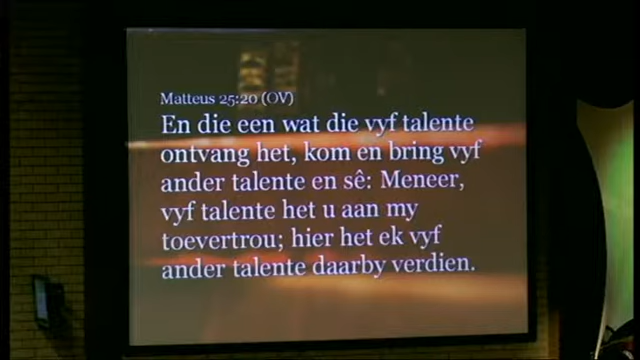 Matteus 25:20 (OV)
En die een wat die vyf talente
ontvang het, kom en bring vyf
ander talente en sê: Meneer,
vyf talente het u aan my
toevertrou; hier het ek vyf
ander talente daarby verdien.